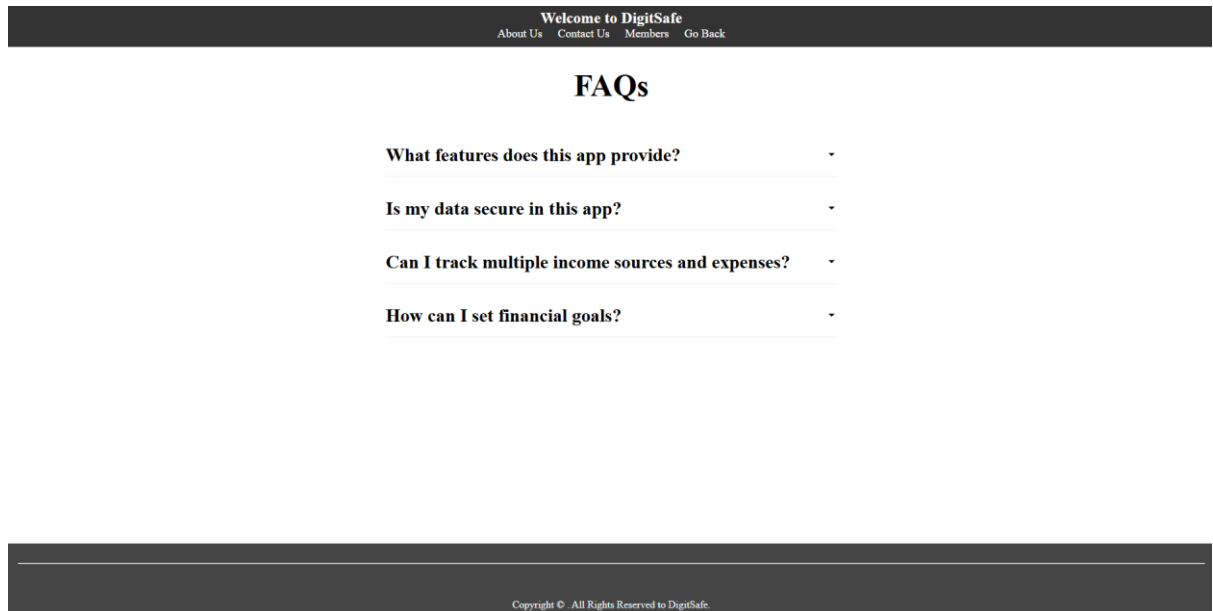 Welcome to DigitSafe
About Us Contact Us Members Go Back
FAQs
What features does this app provide?
Is my data secure in this app?
Can I track multiple income sources and expenses?
How can I set financial goals?
Copyright © . All Rights Reserved to DigitSafe.